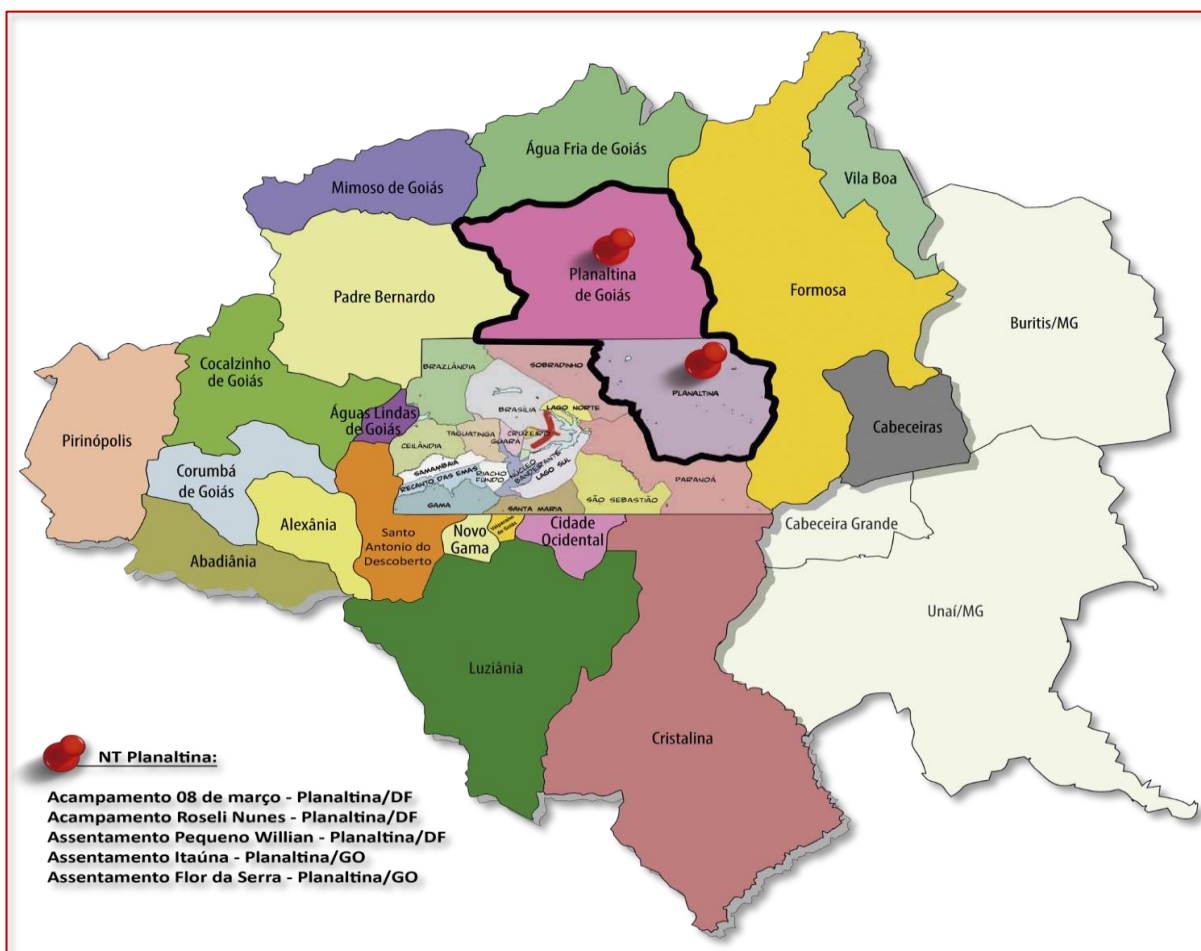 Água Fria de Goiás
Mimoso de Goiás
Vila Boa
Planaltina
de Goiás
Padre Bernardo
Formosa
Buritis/MG
Cocalzinho
de Goiás
BRAZLÂNDIA
SOBRADINHO
PLANALTINA
BRASÍLIA
LAGO NORTE
Águas Lindas
de Goiás
Pirinópolis
TAGUATINGA
CRUZEIRO
GUARÁ
CEILÂNDIA
Cabeceiras
SAMAMBAIA
RECANTO DAS EMAS
RIACHO
FUNDO
NÚCLEO
BANDEIRANTE
LAGO SUL
PARANOÁ
Corumbá
de Goiás
SÃO SEBASTIÃO
GAMA
SANTA MARIA
Alexânia
Santo
Antonio do
Descoberto
Novo
Gama
Valparaíso de Goiás
Cidade
Ocidental
Cabeceira Grande
Abadiânia
Unaí/MG
Luziânia
Cristalina
NT Planaltina:
Acampamento 08 de março - Planaltina/DF
Acampamento Roseli Nunes - Planaltina/DF
Assentamento Pequeno Willian - Planaltina/DF
Assentamento Itaúna - Planaltina/GO
Assentamento Flor da Serra - Planaltina/GO